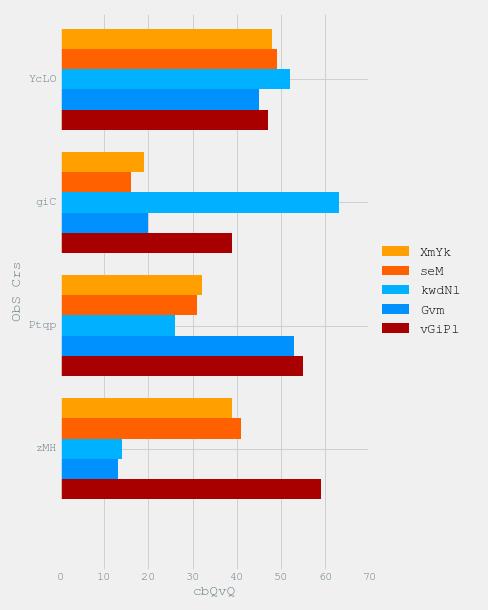 YcLO
giC
Ptqp
zMH
ObS Crs
0 10 20 30 40 50 60 70
cbQvQ
XmYk
seM
kwdNl
Gvm
vGiPl